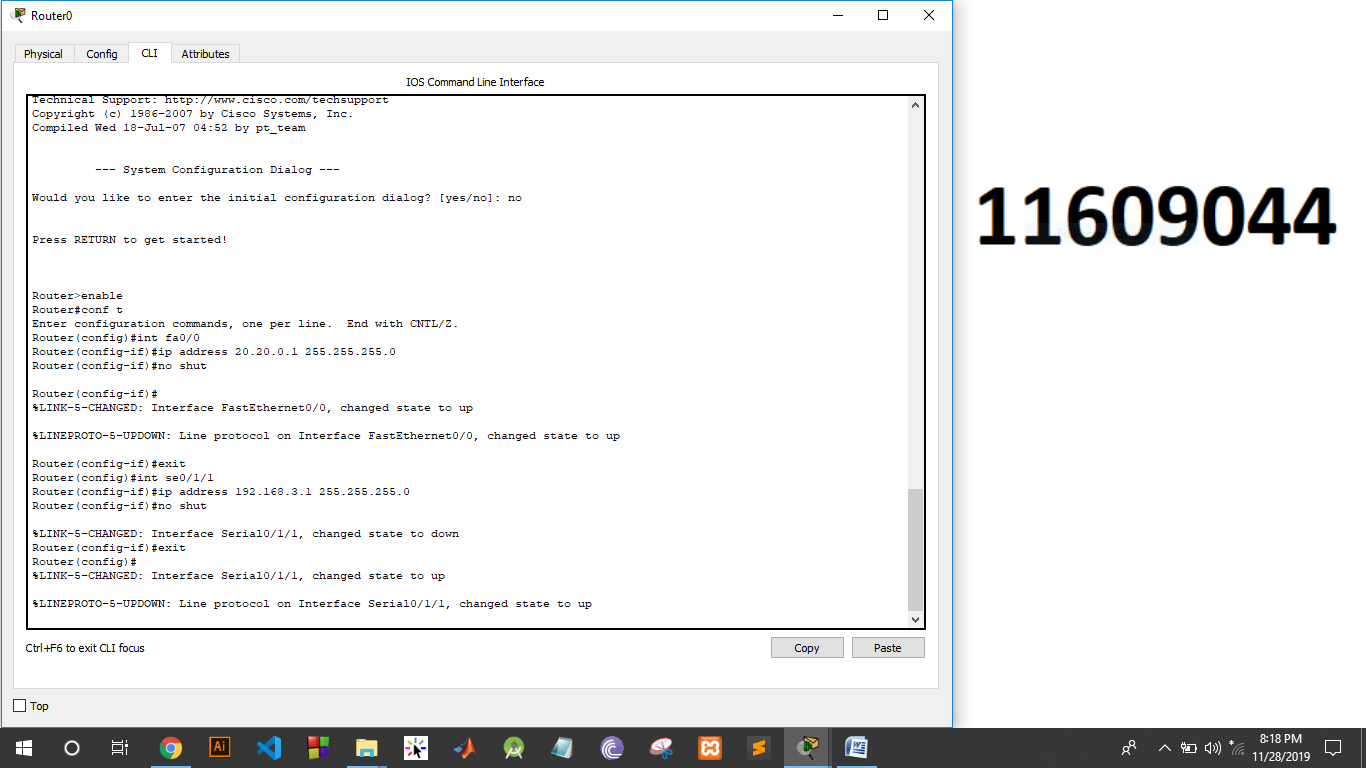 Router0
Physical Config CLI Attributes
IOS Command Line Interface
Technical Support: http://www.cisco.com/techsupport
Copyright (c) 1986-2007 by Cisco Systems, Inc.
Compiled Wed 18-Jul-07 04:52 by pt_team
--- System Configuration Dialog ---
Would you like to enter the initial configuration dialog? [yes/no]: no
Press RETURN to get started!
Router>enable
Router#conf t
Enter configuration commands, one per line.  End with CNTL/Z.
Router(config)#int fa0/0
Router(config-if)#ip address 20.20.0.1 255.255.255.0
Router(config-if)#no shut
Router(config-if)#
%LINK-5-CHANGED: Interface FastEthernet0/0, changed state to up
%LINEPROTO-5-UPDOWN: Line protocol on Interface FastEthernet0/0, changed state to up
Router(config-if)#exit
Router(config)#int se0/1/1
Router(config-if)#ip address 192.168.3.1 255.255.255.0
Router(config-if)#no shut
%LINK-5-CHANGED: Interface Serial0/1/1, changed state to down
Router(config-if)#exit
Router(config)#
%LINK-5-CHANGED: Interface Serial0/1/1, changed state to up
%LINEPROTO-5-UPDOWN: Line protocol on Interface Serial0/1/1, changed state to up
Ctrl+F6 to exit CLI focus
Copy Paste
Top
11609044
Ai
8:18 PM
11/28/2019